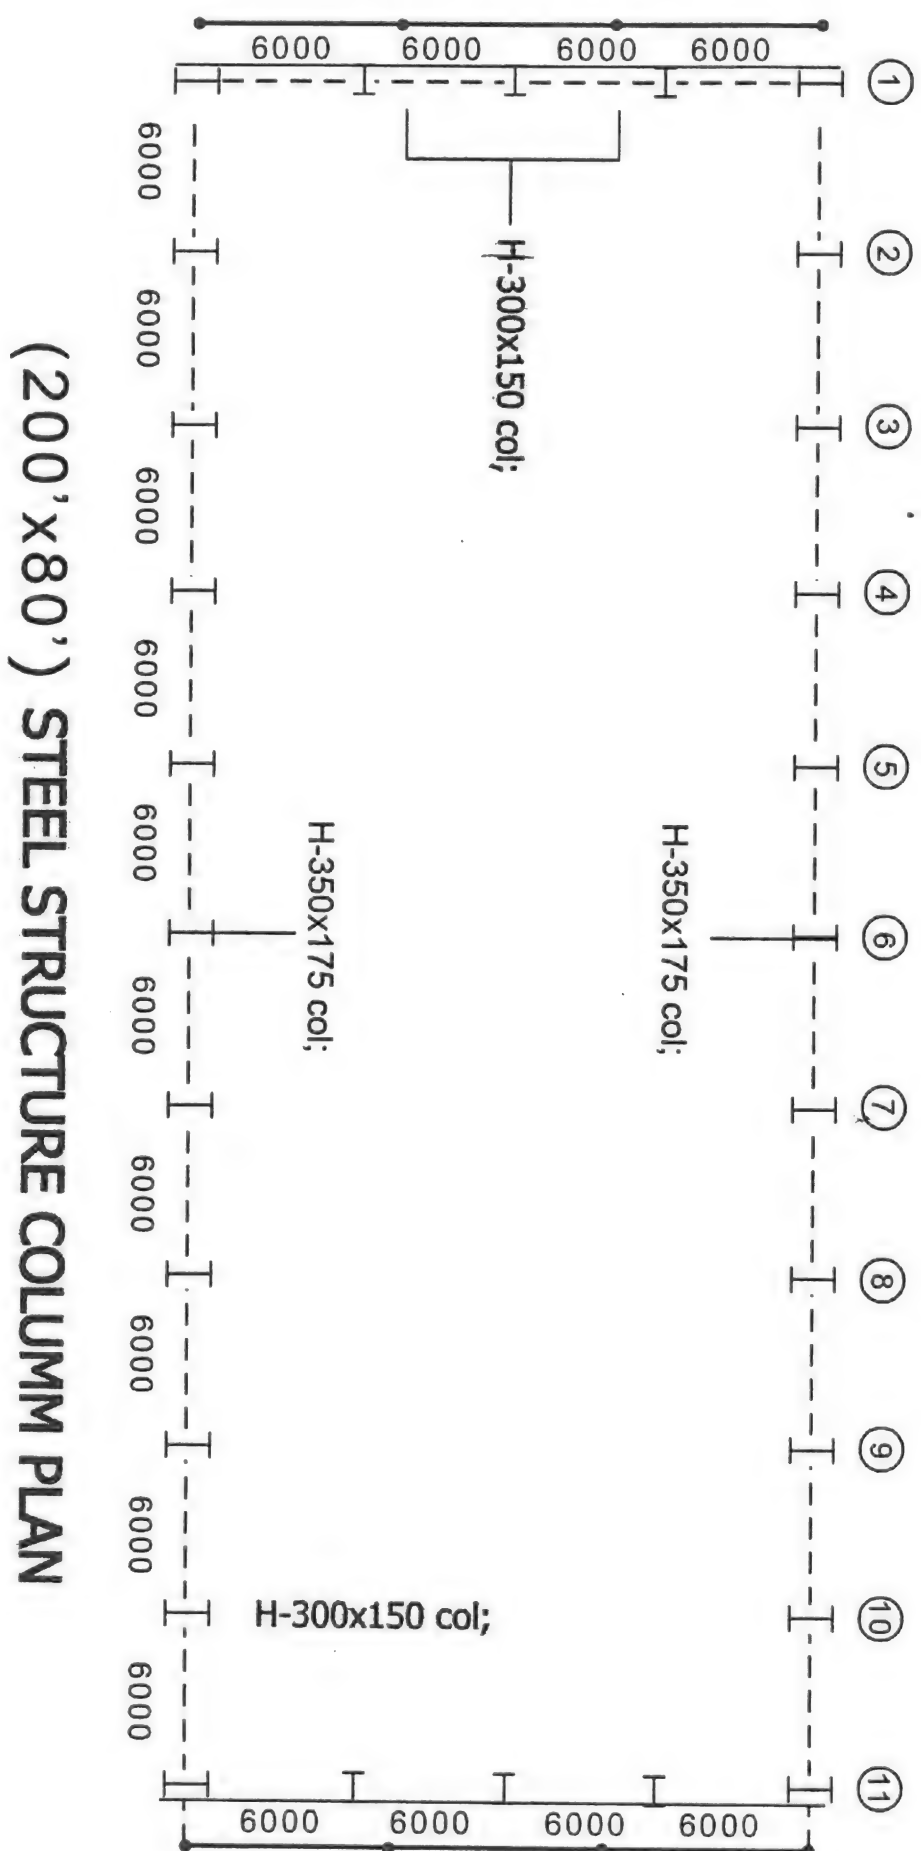 1 2 3 4 5 6 7 8 9 10 11
6000
6000
6000
6000
H-300x150 col;
H-350x175 col;
H-350x175 col;
H-300x150 col;
6000
6000
6000
6000
6000 6000 6000 6000 6000 6000 6000 6000 6000 6000
(200'x80') STEEL STRUCTURE COLUMM PLAN